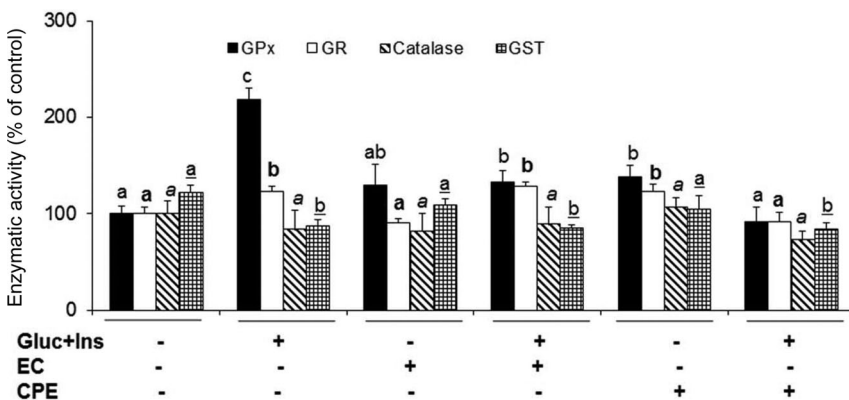 Enzymatic activity (% of control)
300
200
100
0
GPx GR Catalase GST
a a a a
c b a b
ab a a a
b b a b
b b a a
a a a b
Gluc+Ins - + - + - +
EC - - + + - -
CPE - - - - + +